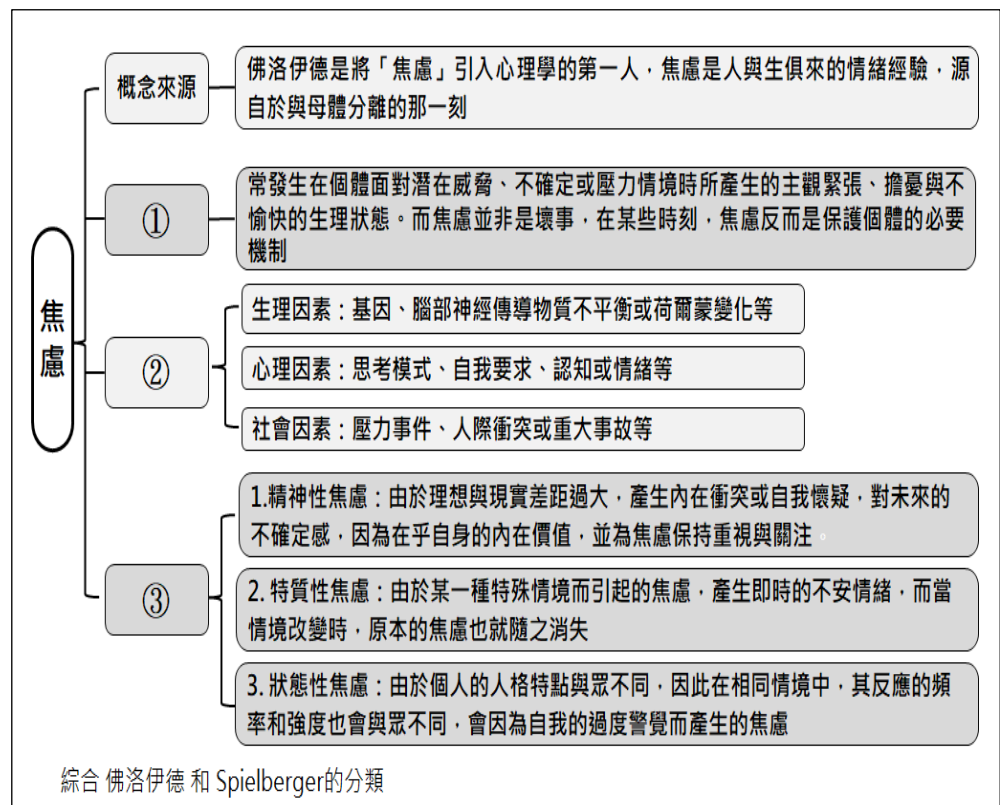 焦慮
概念來源
佛洛伊德是將「焦慮」引入心理學的第一人，焦慮是人與生俱來的情緒經驗，源
自於與母體分離的那一刻
①
常發生在個體面對潛在威脅、不確定或壓力情境時所產生的主觀緊張、擔憂與不
愉快的生理狀態。而焦慮並非是壞事，在某些時刻，焦慮反而是保護個體的必要
機制
②
生理因素：基因、腦部神經傳導物質不平衡或荷爾蒙變化等
心理因素：思考模式、自我要求、認知或情緒等
社會因素：壓力事件、人際衝突或重大事故等
③
1.精神性焦慮：由於理想與現實差距過大，產生內在衝突或自我懷疑，對未來的
不確定感，因為在乎自身的內在價值，並為焦慮保持重視與關注。
2. 特質性焦慮：由於某一種特殊情境而引起的焦慮，產生即時的不安情緒，而當
情境改變時，原本的焦慮也就隨之消失
3. 狀態性焦慮：由於個人的人格特點與眾不同，因此在相同情境中，其反應的頻
率和強度也會與眾不同，會因為自我的過度警覺而產生的焦慮
綜合 佛洛伊德 和 Spielberger的分類